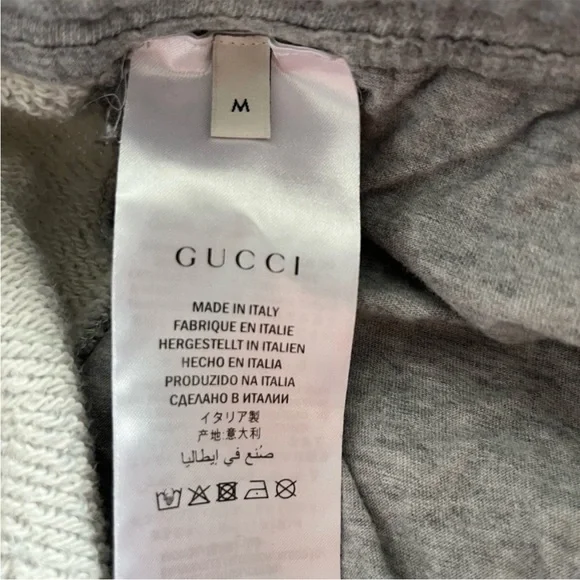 M
GUCCI
MADE IN ITALY
FABRIQUE EN ITALIE
HERGESTELLT IN ITALIEN
HECHO EN ITALIA
PRODUZIDO NA ITALIA
СДЕЛАНО В ИТАЛИИ
イタリア製
产地:意大利
صُنع في إيطاليا